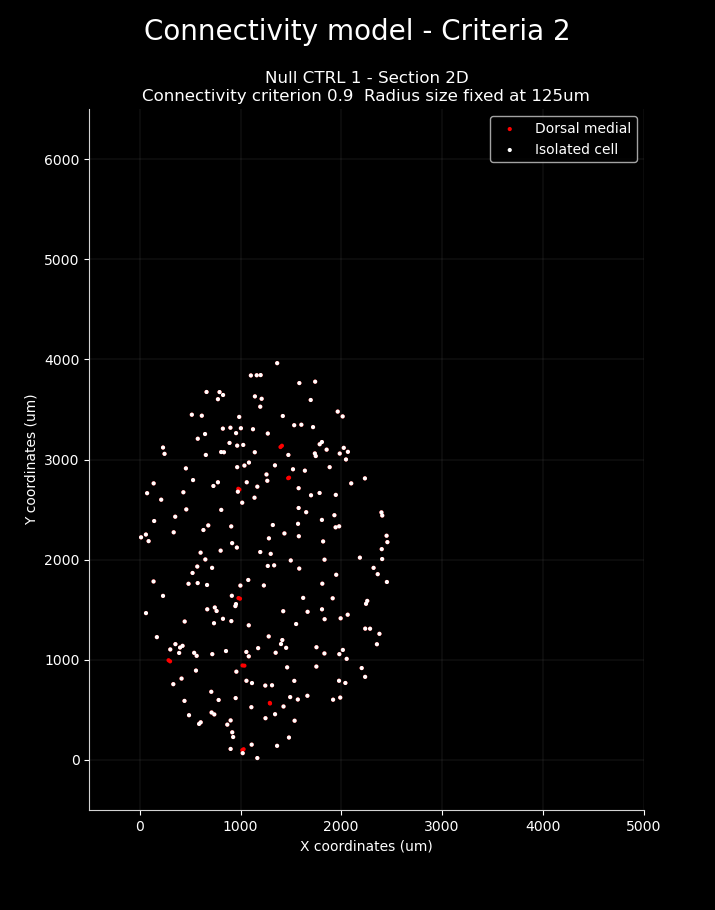 Connectivity model - Criteria 2
Null CTRL 1 - Section 2D
Connectivity criterion 0.9  Radius size fixed at 125um
Dorsal medial
Isolated cell
6000
5000
4000
3000
2000
1000
0
Y coordinates (um)
0 1000 2000 3000 4000 5000
X coordinates (um)